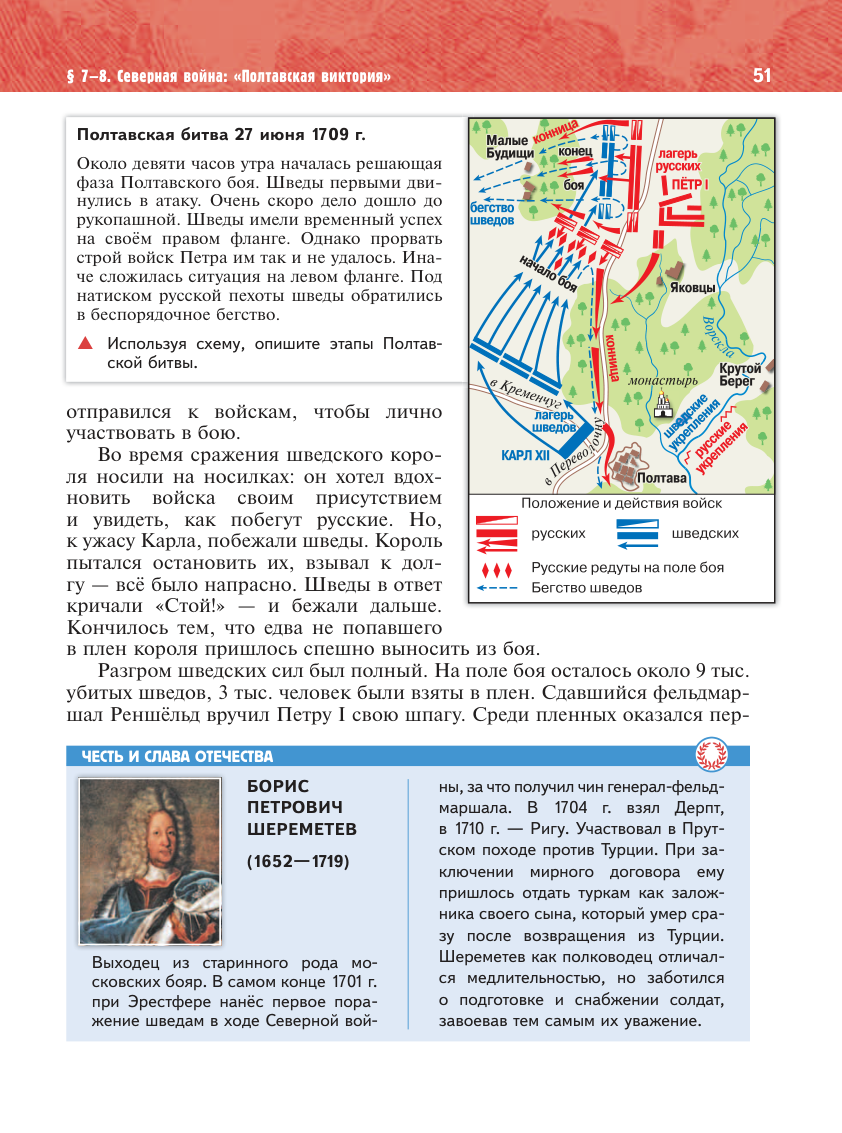 § 7–8. Северная война: «Полтавская виктория»
51
Полтавская битва 27 июня 1709 г.
Около девяти часов утра началась решающая
фаза Полтавского боя. Шведы первыми дви-
нулись в атаку. Очень скоро дело дошло до
рукопашной. Шведы имели временный успех
на своём правом фланге. Однако прорвать
строй войск Петра им так и не удалось. Ина-
че сложилась ситуация на левом фланге. Под
натиском русской пехоты шведы обратились
в беспорядочное бегство.
Используя схему, опишите этапы Полтав-
ской битвы.
Малые
Будищи
конница
конец
боя
лагерь
русских
ПЁТР I
бегство
шведов
начало боя
Яковцы
Ворскла
конница
Крутой
Берег
монастырь
в Кременчуг
лагерь
шведов
шведские
укрепления
русские
укрепления
КАРЛ XII
в Переволочну
Полтава
Положение и действия войск
русских
шведских
Русские редуты на поле боя
Бегство шведов
отправился к войскам, чтобы лично
участвовать в бою.
Во время сражения шведского коро-
ля носили на носилках: он хотел вдох-
новить войска своим присутствием
и увидеть, как побегут русские. Но,
к ужасу Карла, побежали шведы. Король
пытался остановить их, взывал к дол-
гу — всё было напрасно. Шведы в ответ
кричали «Стой!» — и бежали дальше.
Кончилось тем, что едва не попавшего
в плен короля пришлось спешно выносить из боя.
Разгром шведских сил был полный. На поле боя осталось около 9 тыс.
убитых шведов, 3 тыс. человек были взяты в плен. Сдавшийся фельдмар-
шал Реншёльд вручил Петру I свою шпагу. Среди пленных оказался пер-
ЧЕСТЬ И СЛАВА ОТЕЧЕСТВА
БОРИС
ПЕТРОВИЧ
ШЕРЕМЕТЕВ
(1652—1719)
Выходец из старинного рода мо-
сковских бояр. В самом конце 1701 г.
при Эрестфере нанёс первое пора-
жение шведам в ходе Северной вой-
ны, за что получил чин генерал-фельд-
маршала. В 1704 г. взял Дерпт,
в 1710 г. — Ригу. Участвовал в Прут-
ском походе против Турции. При за-
ключении мирного договора ему
пришлось отдать туркам как залож-
ника своего сына, который умер сра-
зу после возвращения из Турции.
Шереметев как полководец отличал-
ся медлительностью, но заботился
о подготовке и снабжении солдат,
завоевав тем самым их уважение.